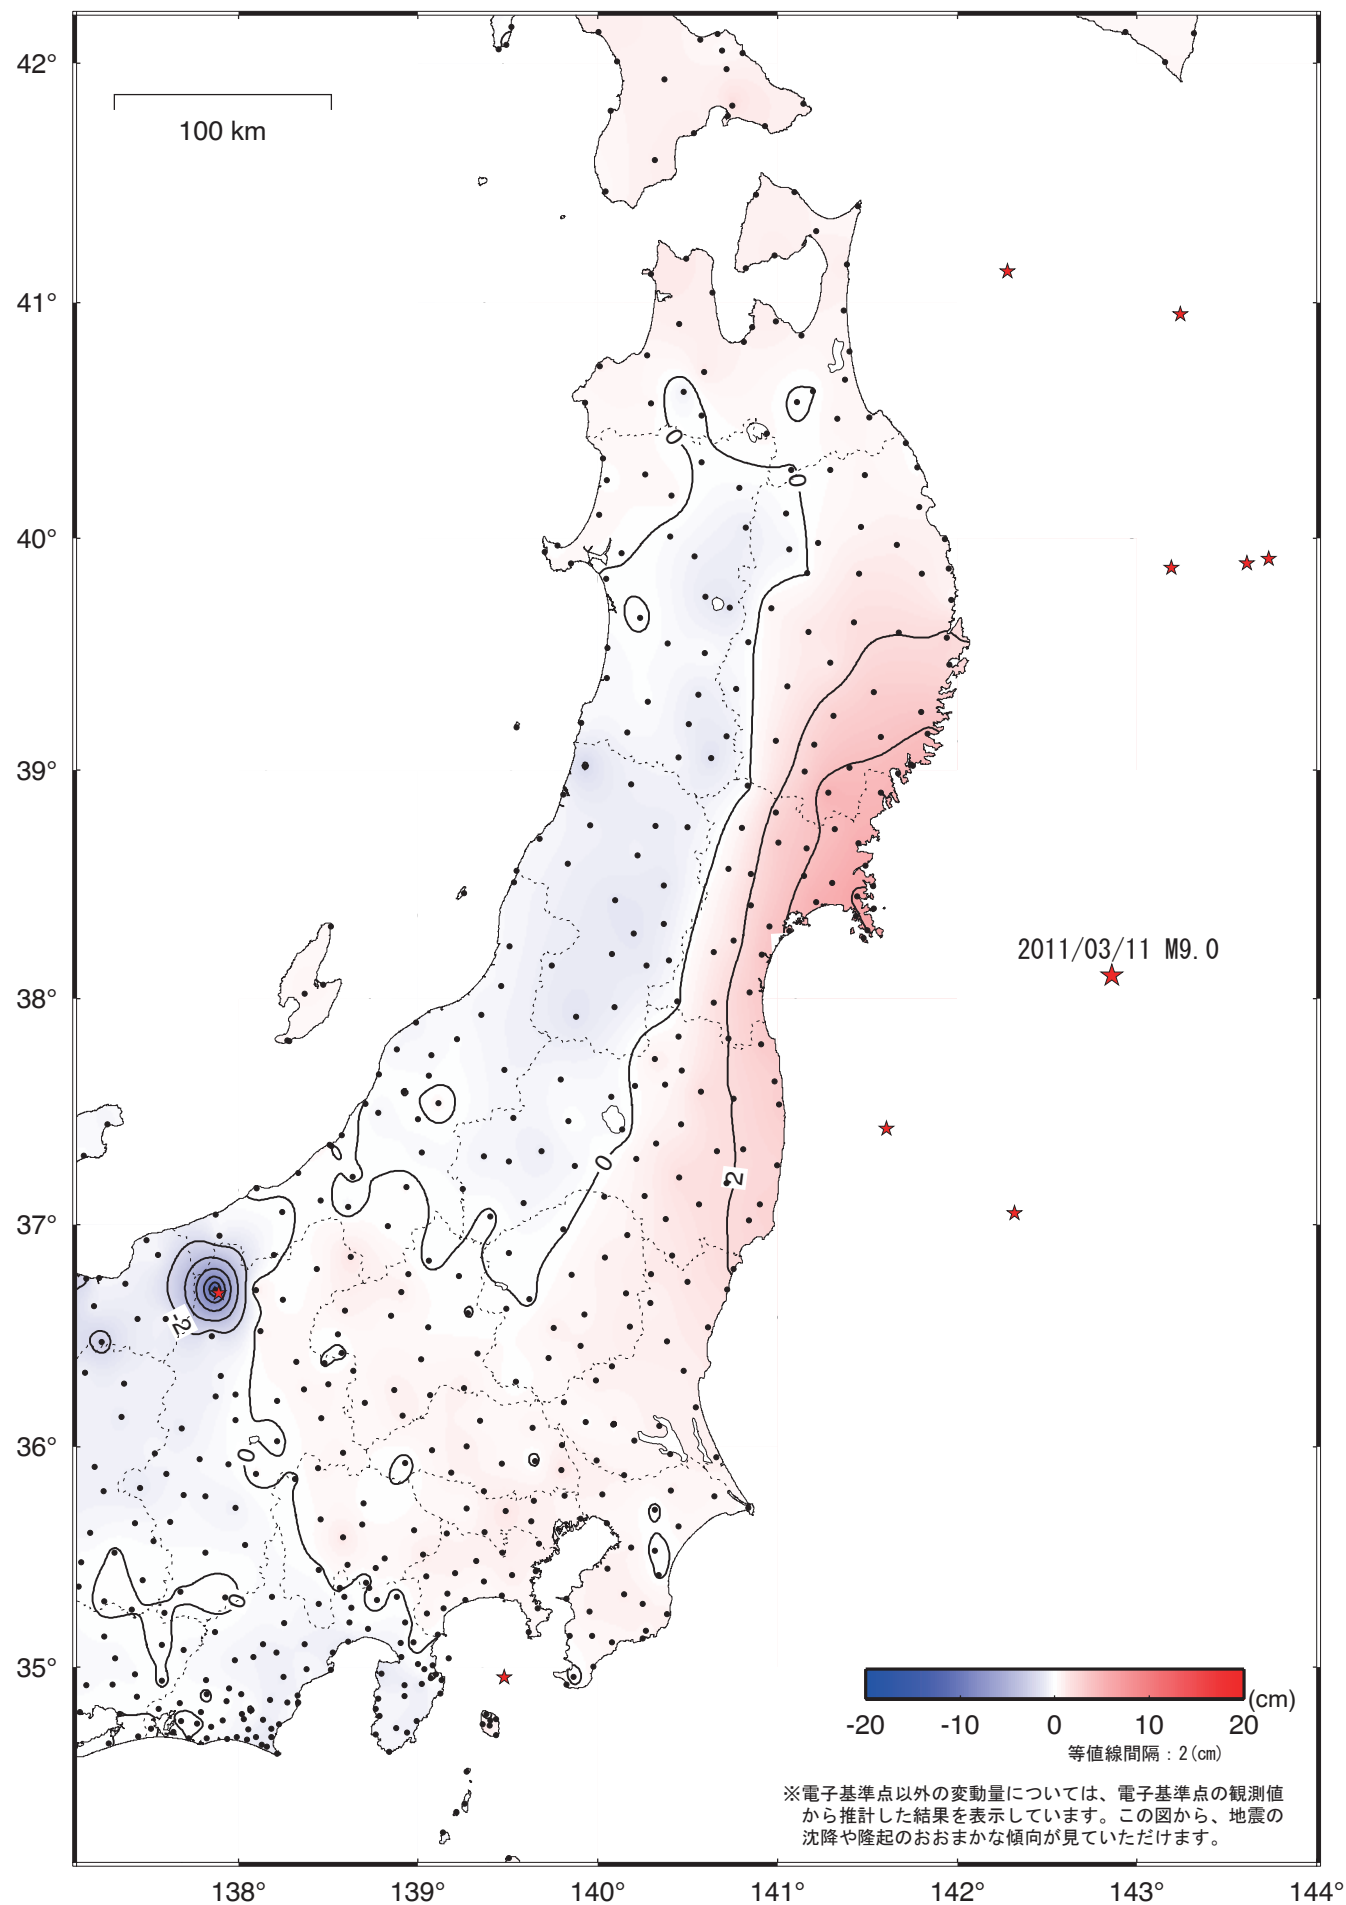 42°
100 km
41°
0
0
40°
39°
2011/03/11 M9.0
38°
0
2
37°
-2
36°
0
0
35°
(cm)
-20 -10 0 10 20
等値線間隔：2(cm)
※電子基準点以外の変動量については、電子基準点の観測値
から推計した結果を表示しています。この図から、地震の
沈降や隆起のおおまかな傾向が見ていただけます。
138° 139° 140° 141° 142° 143° 144°